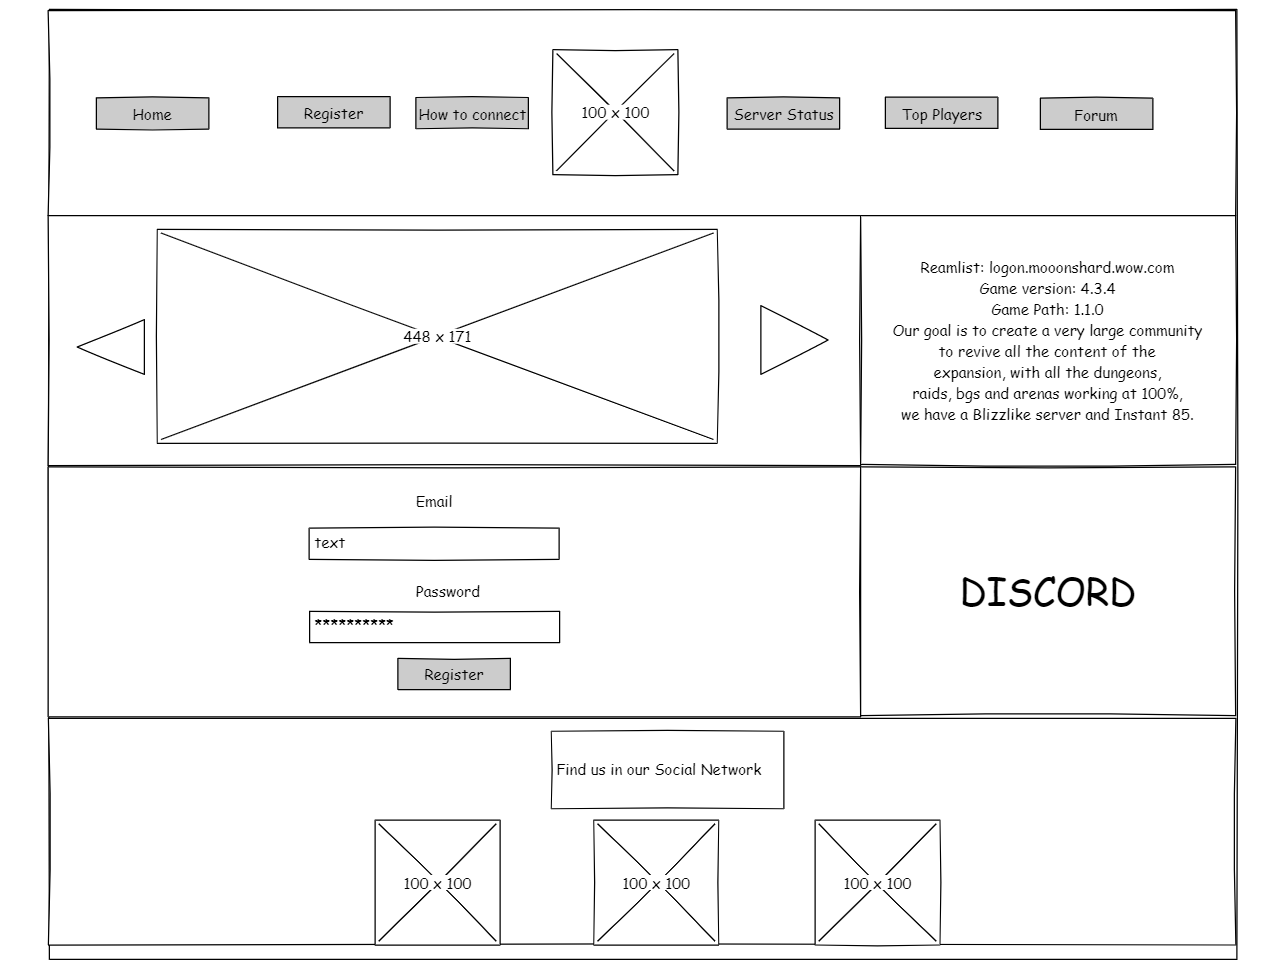 Home
Register
How to connect
100 x 100
Server Status
Top Players
Forum
448 x 171
Reamlist: logon.mooonshard.wow.com
Game version: 4.3.4
Game Path: 1.1.0
Our goal is to create a very large community
to revive all the content of the
expansion, with all the dungeons,
raids, bgs and arenas working at 100%,
we have a Blizzlike server and Instant 85.
Email
text
Password
**********
Register
DISCORD
Find us in our Social Network
100 x 100
100 x 100
100 x 100